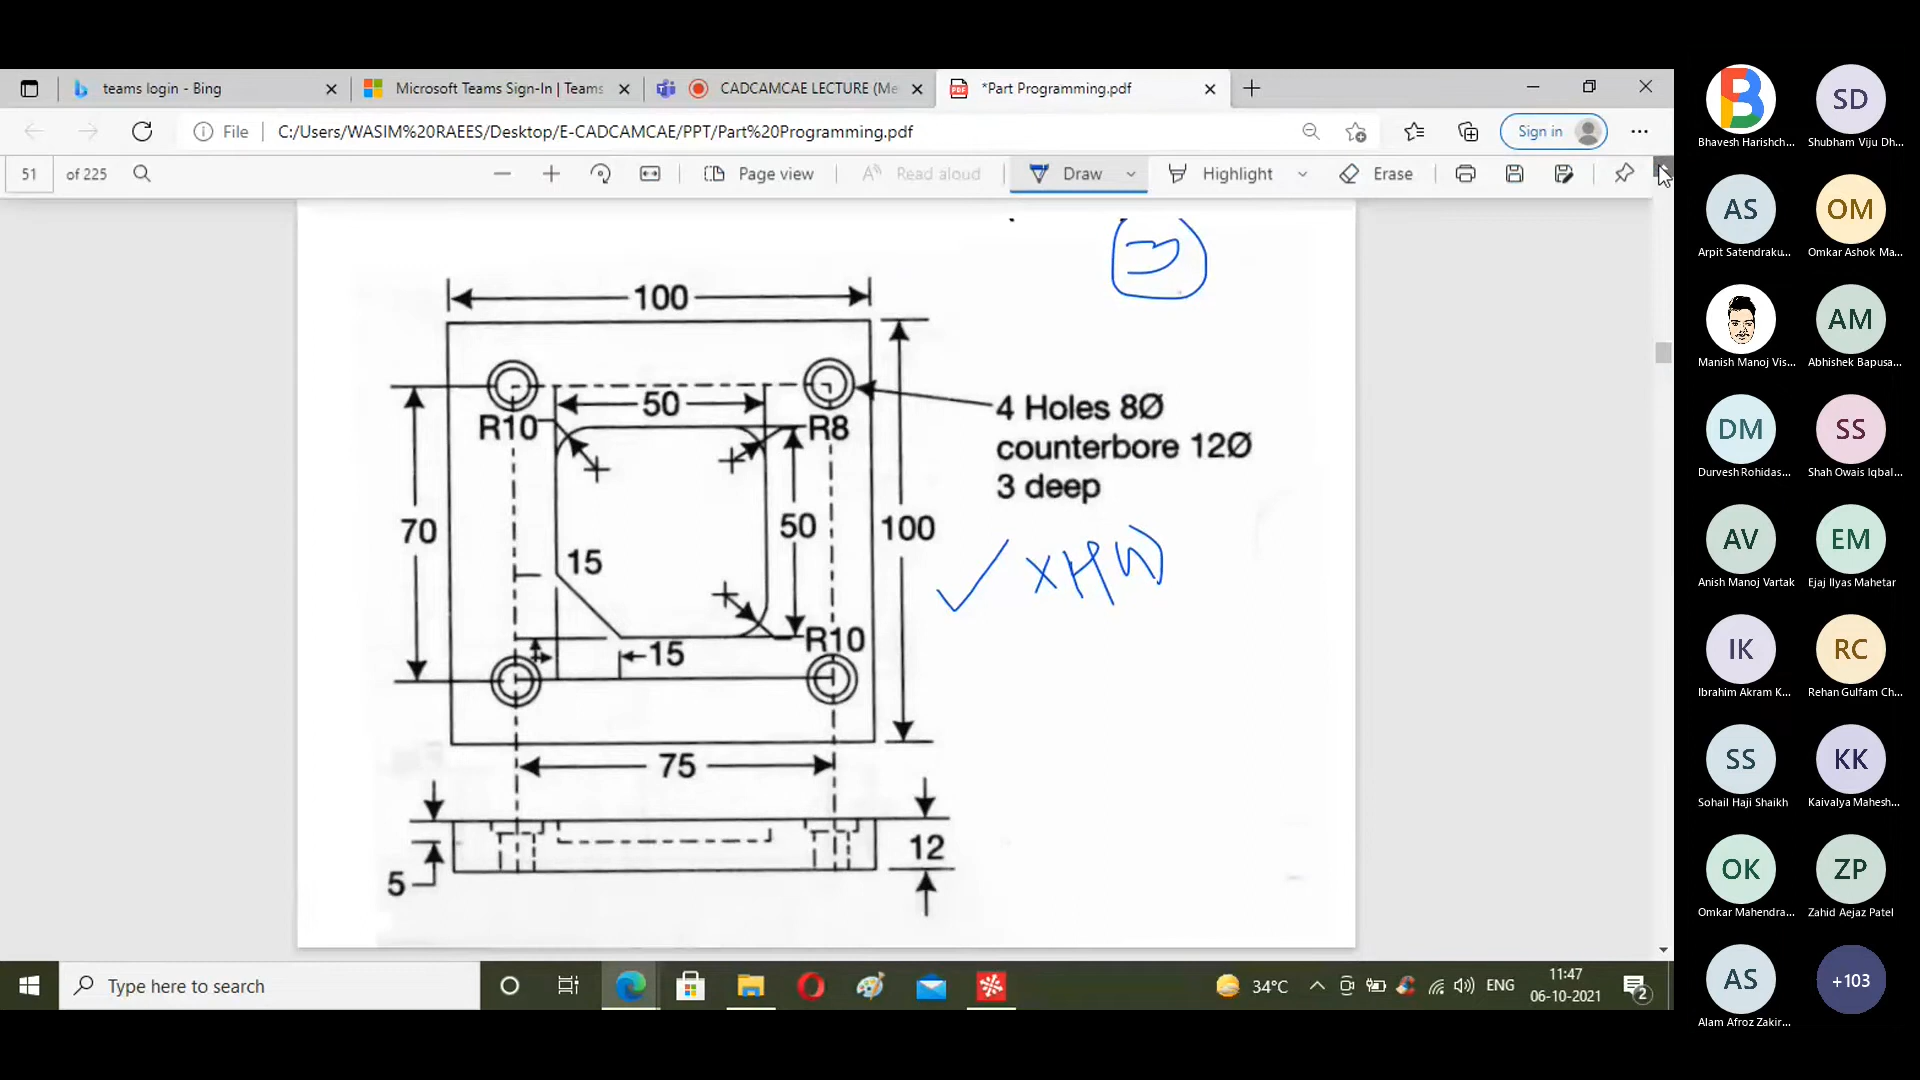 teams login - Bing
Microsoft Teams Sign-In | Teams
CADCAMCAE LECTURE (Me
*Part Programming.pdf
File
C:/Users/WASIM%20RAEES/Desktop/E-CADCAMCAE/PPT/Part%20Programming.pdf
Sign in
51 of 225
Page view
Read aloud
Draw
Highlight
Erase
100
50
R10
R8
4 Holes 8Ø
counterbore 12Ø
3 deep
70
50
100
15
R10
15
75
12
5
Type here to search
34°C
ENG
11:47
06-10-2021
2
Bhavesh Harishch...
SD
Shubham Viju Dh...
AS
Arpit Satendraku...
OM
Omkar Ashok Ma...
Manish Manoj Vis...
AM
Abhishek Bapusa...
DM
Durvesh Rohidas...
SS
Shah Owais Iqbal...
AV
Anish Manoj Vartak
EM
Ejaj Ilyas Mahetar
IK
Ibrahim Akram K...
RC
Rehan Gulfam Ch...
SS
Sohail Haji Shaikh
KK
Kaivalya Mahesh...
OK
Omkar Mahendra...
ZP
Zahid Aejaz Patel
AS
Alam Afroz Zakir...
+103